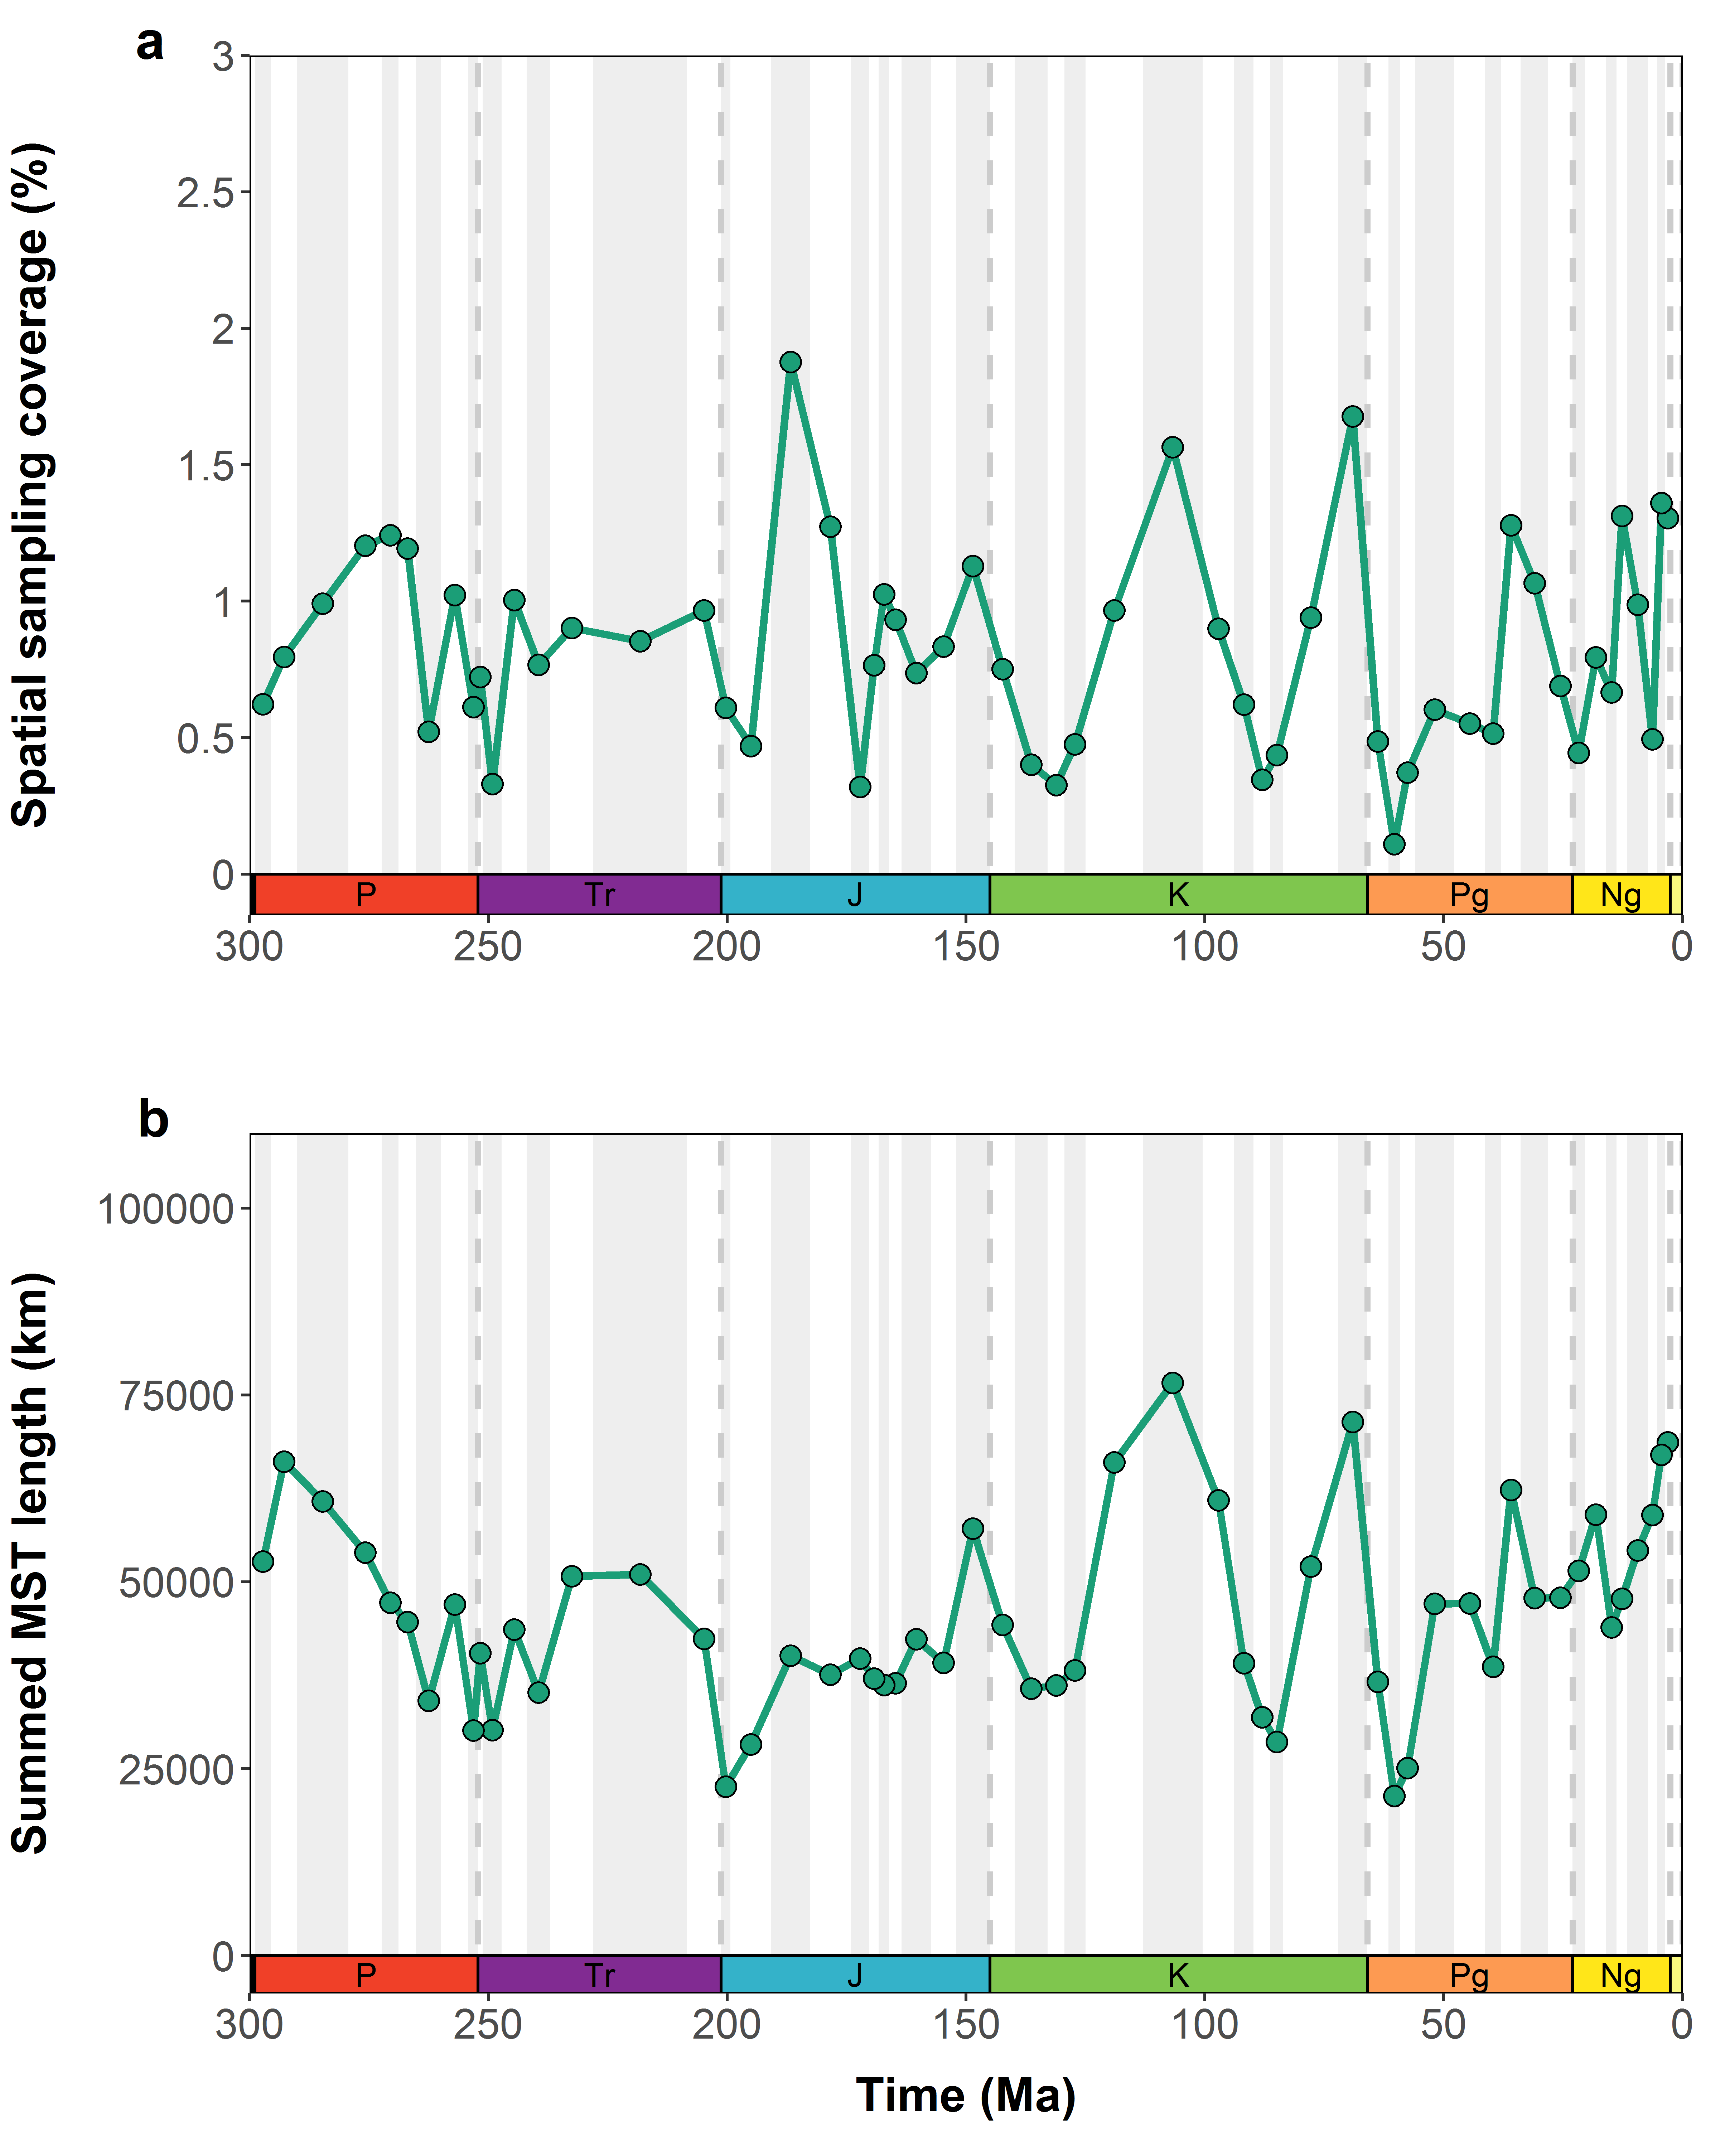 a
Spatial sampling coverage (%)
3
2.5
2
1.5
1
0.5
0
P Tr J K Pg Ng
300 250 200 150 100 50 0
b
Summed MST length (km)
100000
75000
50000
25000
0
P Tr J K Pg Ng
300 250 200 150 100 50 0
Time (Ma)